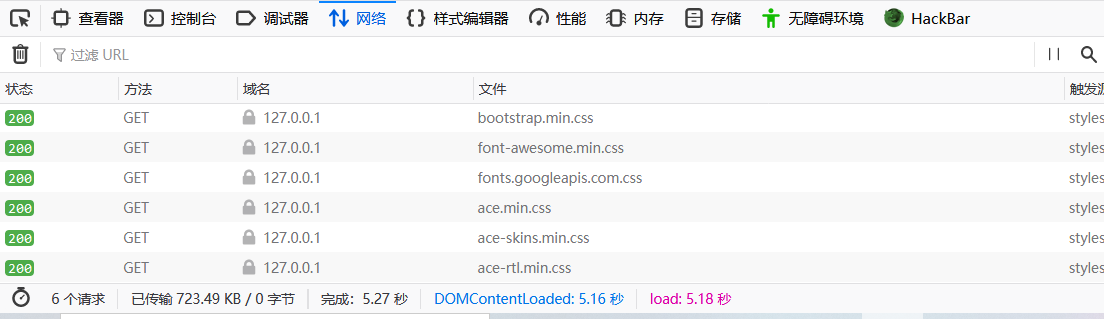 查看器 控制台 调试器 网络 样式编辑器 性能 内存 存储 无障碍环境 HackBar
过滤 URL
状态 方法 域名 文件 触发源
200 GET 127.0.0.1 bootstrap.min.css styles
200 GET 127.0.0.1 font-awesome.min.css styles
200 GET 127.0.0.1 fonts.googleapis.com.css styles
200 GET 127.0.0.1 ace.min.css styles
200 GET 127.0.0.1 ace-skins.min.css styles
200 GET 127.0.0.1 ace-rtl.min.css styles
6 个请求 已传输 723.49 KB / 0 字节 完成：5.27 秒 DOMContentLoaded: 5.16 秒 load: 5.18 秒